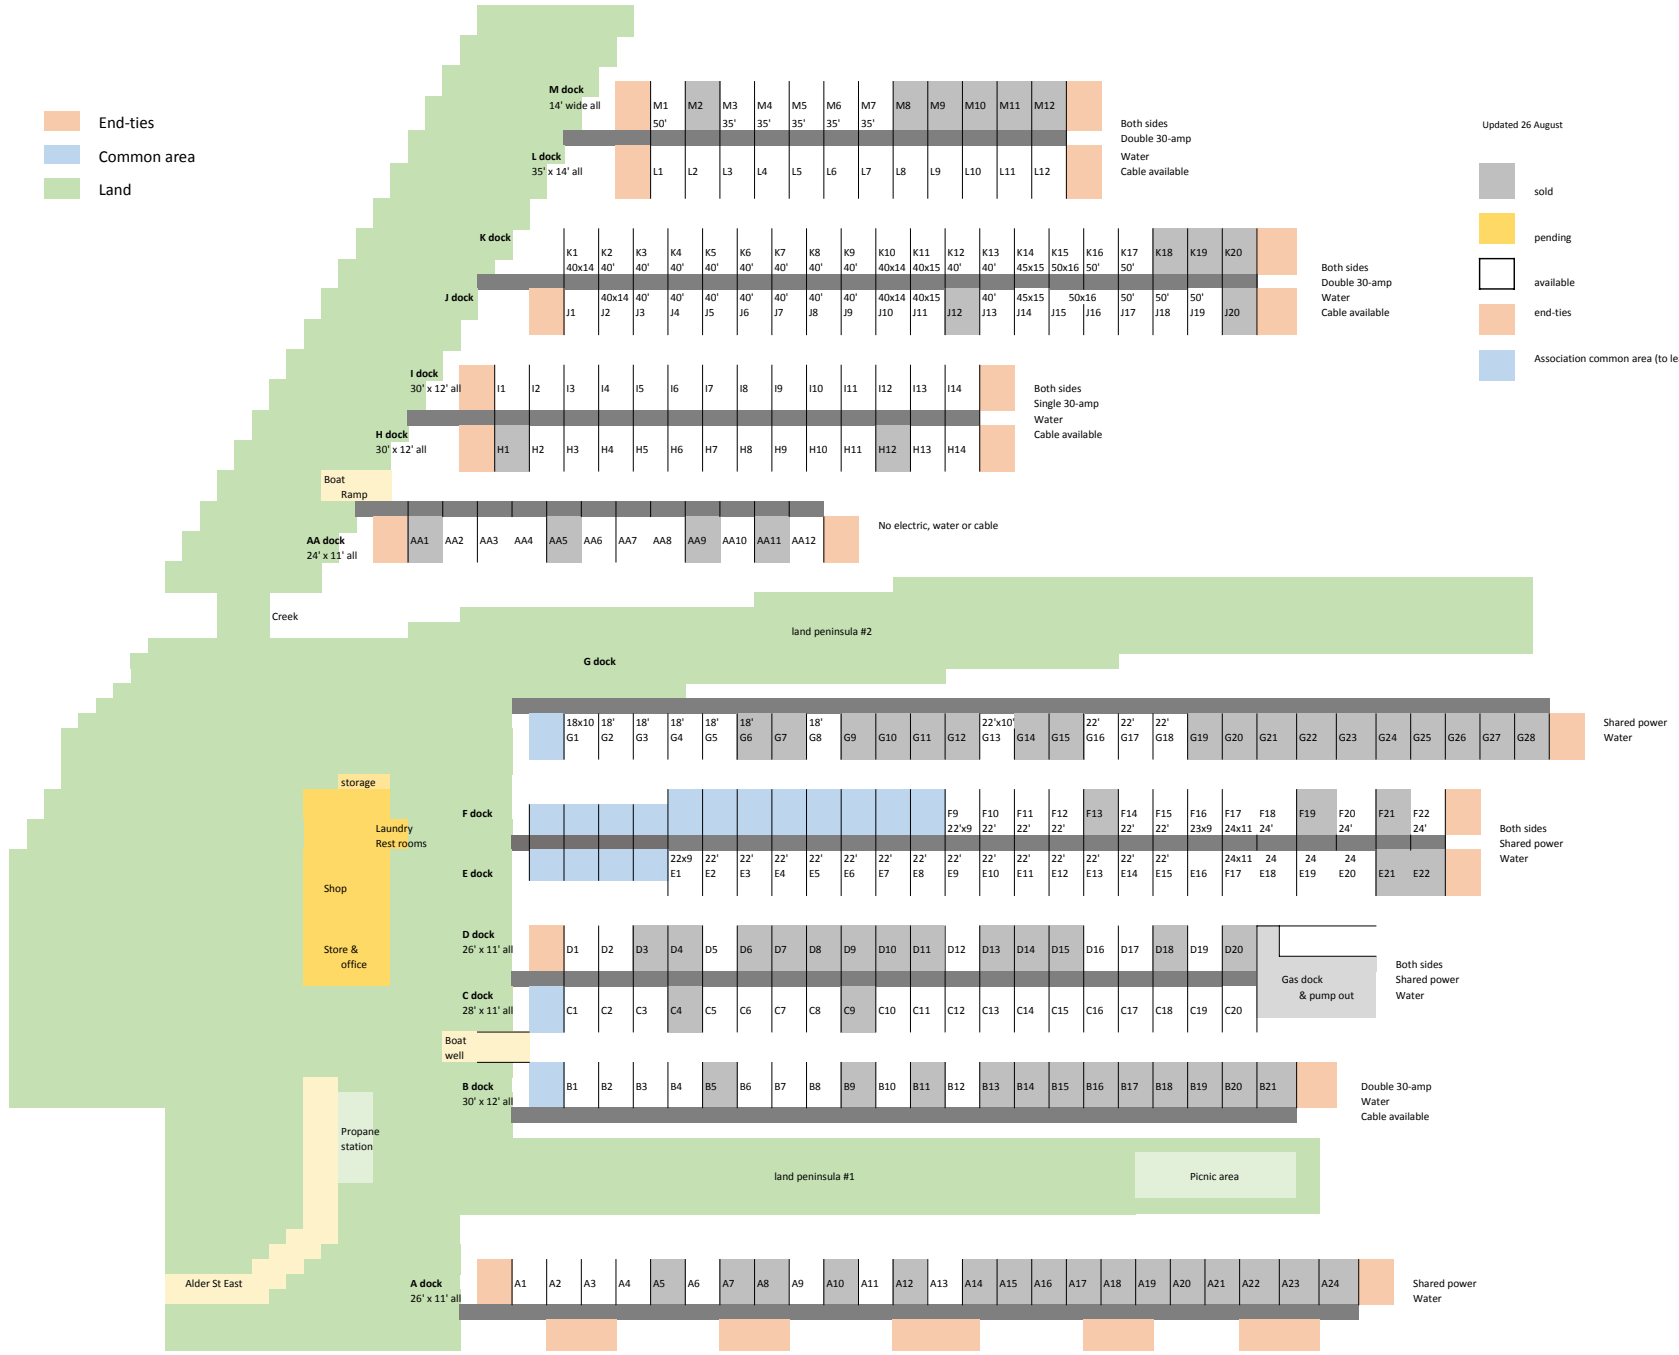 End-ties
Common area
Land
Updated 26 August
sold
pending
available
end-ties
Association common area (to le
M dock
14' wide all
M1 M2 M3 M4 M5 M6 M7 M8 M9 M10 M11 M12
50' 35' 35' 35' 35' 35'
Both sides
Double 30-amp
Water
Cable available
L dock
35' x 14' all
L1 L2 L3 L4 L5 L6 L7 L8 L9 L10 L11 L12
K dock
K1 K2 K3 K4 K5 K6 K7 K8 K9 K10 K11 K12 K13 K14 K15 K16 K17 K18 K19 K20
40x14 40' 40' 40' 40' 40' 40' 40' 40' 40x14 40x15 40' 40' 45x15 50x16 50' 50'
Both sides
Double 30-amp
Water
Cable available
J dock
40x14 40' 40' 40' 40' 40' 40' 40' 40x14 40x15 40' 45x15 50x16 50' 50' 50'
J1 J2 J3 J4 J5 J6 J7 J8 J9 J10 J11 J12 J13 J14 J15 J16 J17 J18 J19 J20
I dock
30' x 12' all
I1 I2 I3 I4 I5 I6 I7 I8 I9 I10 I11 I12 I13 I14
Both sides
Single 30-amp
Water
Cable available
H dock
30' x 12' all
H1 H2 H3 H4 H5 H6 H7 H8 H9 H10 H11 H12 H13 H14
Boat
Ramp
AA dock
24' x 11' all
AA1 AA2 AA3 AA4 AA5 AA6 AA7 AA8 AA9 AA10 AA11 AA12
No electric, water or cable
Creek
land peninsula #2
G dock
18x10 18' 18' 18' 18' 18' 18' 22'x10' 22' 22' 22'
G1 G2 G3 G4 G5 G6 G7 G8 G9 G10 G11 G12 G13 G14 G15 G16 G17 G18 G19 G20 G21 G22 G23 G24 G25 G26 G27 G28
Shared power
Water
storage
Laundry
Rest rooms
Shop
Store &
office
F dock
F9 F10 F11 F12 F13 F14 F15 F16 F17 F18 F19 F20 F21 F22
22'x9 22' 22' 22' 22' 22' 23x9 24x11 24' 24' 24'
Both sides
Shared power
Water
E dock
22x9 22' 22' 22' 22' 22' 22' 22' 22' 22' 22' 22' 22' 22' 22' 24x11 24 24 24
E1 E2 E3 E4 E5 E6 E7 E8 E9 E10 E11 E12 E13 E14 E15 E16 F17 E18 E19 E20 E21 E22
D dock
26' x 11' all
D1 D2 D3 D4 D5 D6 D7 D8 D9 D10 D11 D12 D13 D14 D15 D16 D17 D18 D19 D20
Gas dock
& pump out
Both sides
Shared power
Water
C dock
28' x 11' all
C1 C2 C3 C4 C5 C6 C7 C8 C9 C10 C11 C12 C13 C14 C15 C16 C17 C18 C19 C20
Boat
well
B dock
30' x 12' all
B1 B2 B3 B4 B5 B6 B7 B8 B9 B10 B11 B12 B13 B14 B15 B16 B17 B18 B19 B20 B21
Double 30-amp
Water
Cable available
Propane
station
land peninsula #1
Picnic area
Alder St East
A dock
26' x 11' all
A1 A2 A3 A4 A5 A6 A7 A8 A9 A10 A11 A12 A13 A14 A15 A16 A17 A18 A19 A20 A21 A22 A23 A24
Shared power
Water